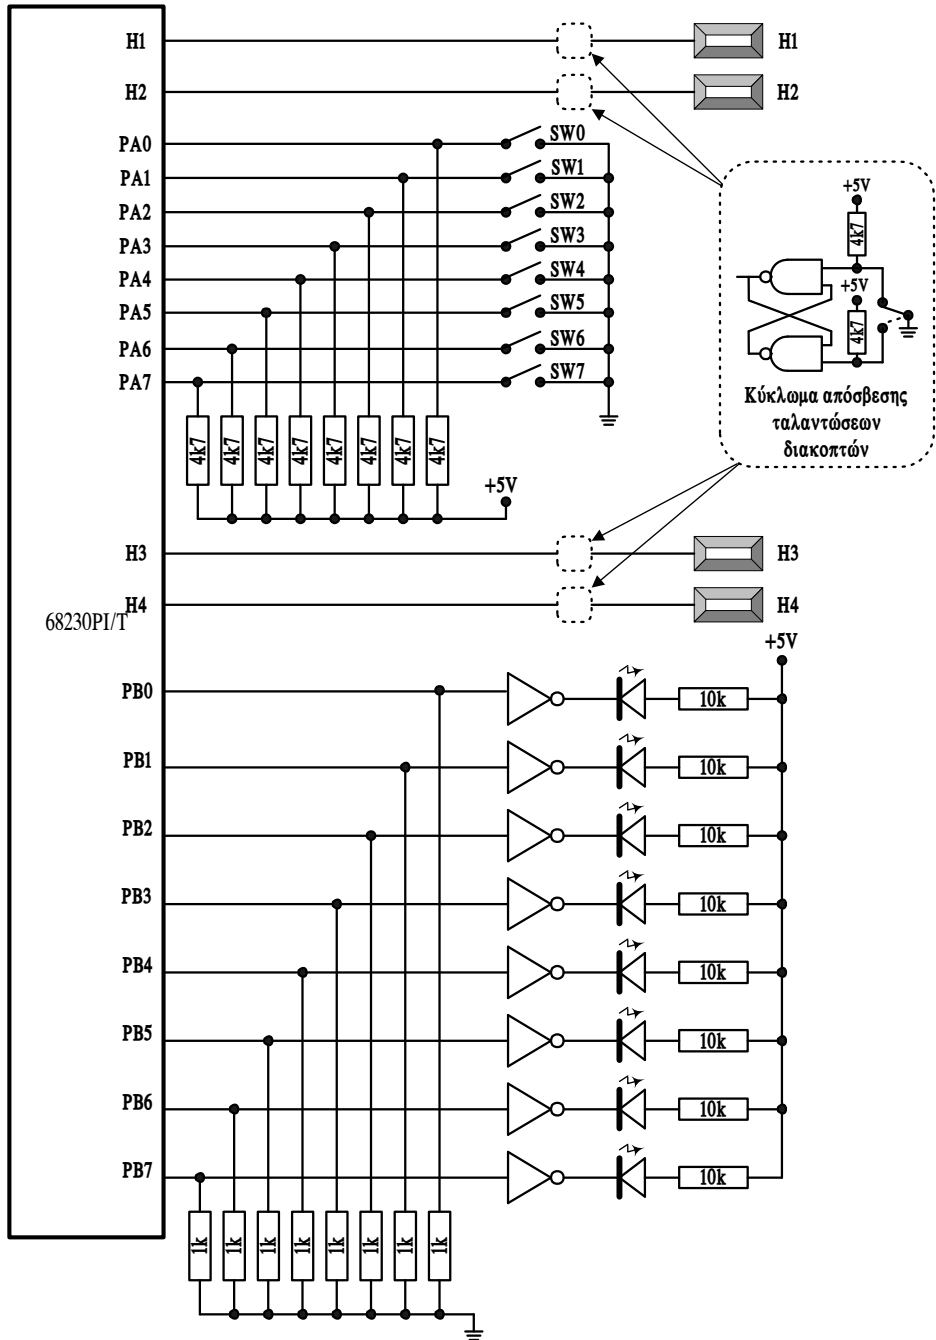 H1 H1
H2 H2
PA0 SW0
PA1 SW1
PA2 SW2
PA3 SW3
PA4 SW4
PA5 SW5
PA6 SW6
PA7 SW7
+5V
4k7
+5V
4k7
Κύκλωμα απόσβεσης
ταλαντώσεων
διακοπτών
4k7 4k7 4k7 4k7 4k7 4k7 4k7 4k7
+5V
H3 H3
H4 H4
68230PI/T
+5V
PB0 10k
PB1 10k
PB2 10k
PB3 10k
PB4 10k
PB5 10k
PB6 10k
PB7 10k
1k 1k 1k 1k 1k 1k 1k 1k